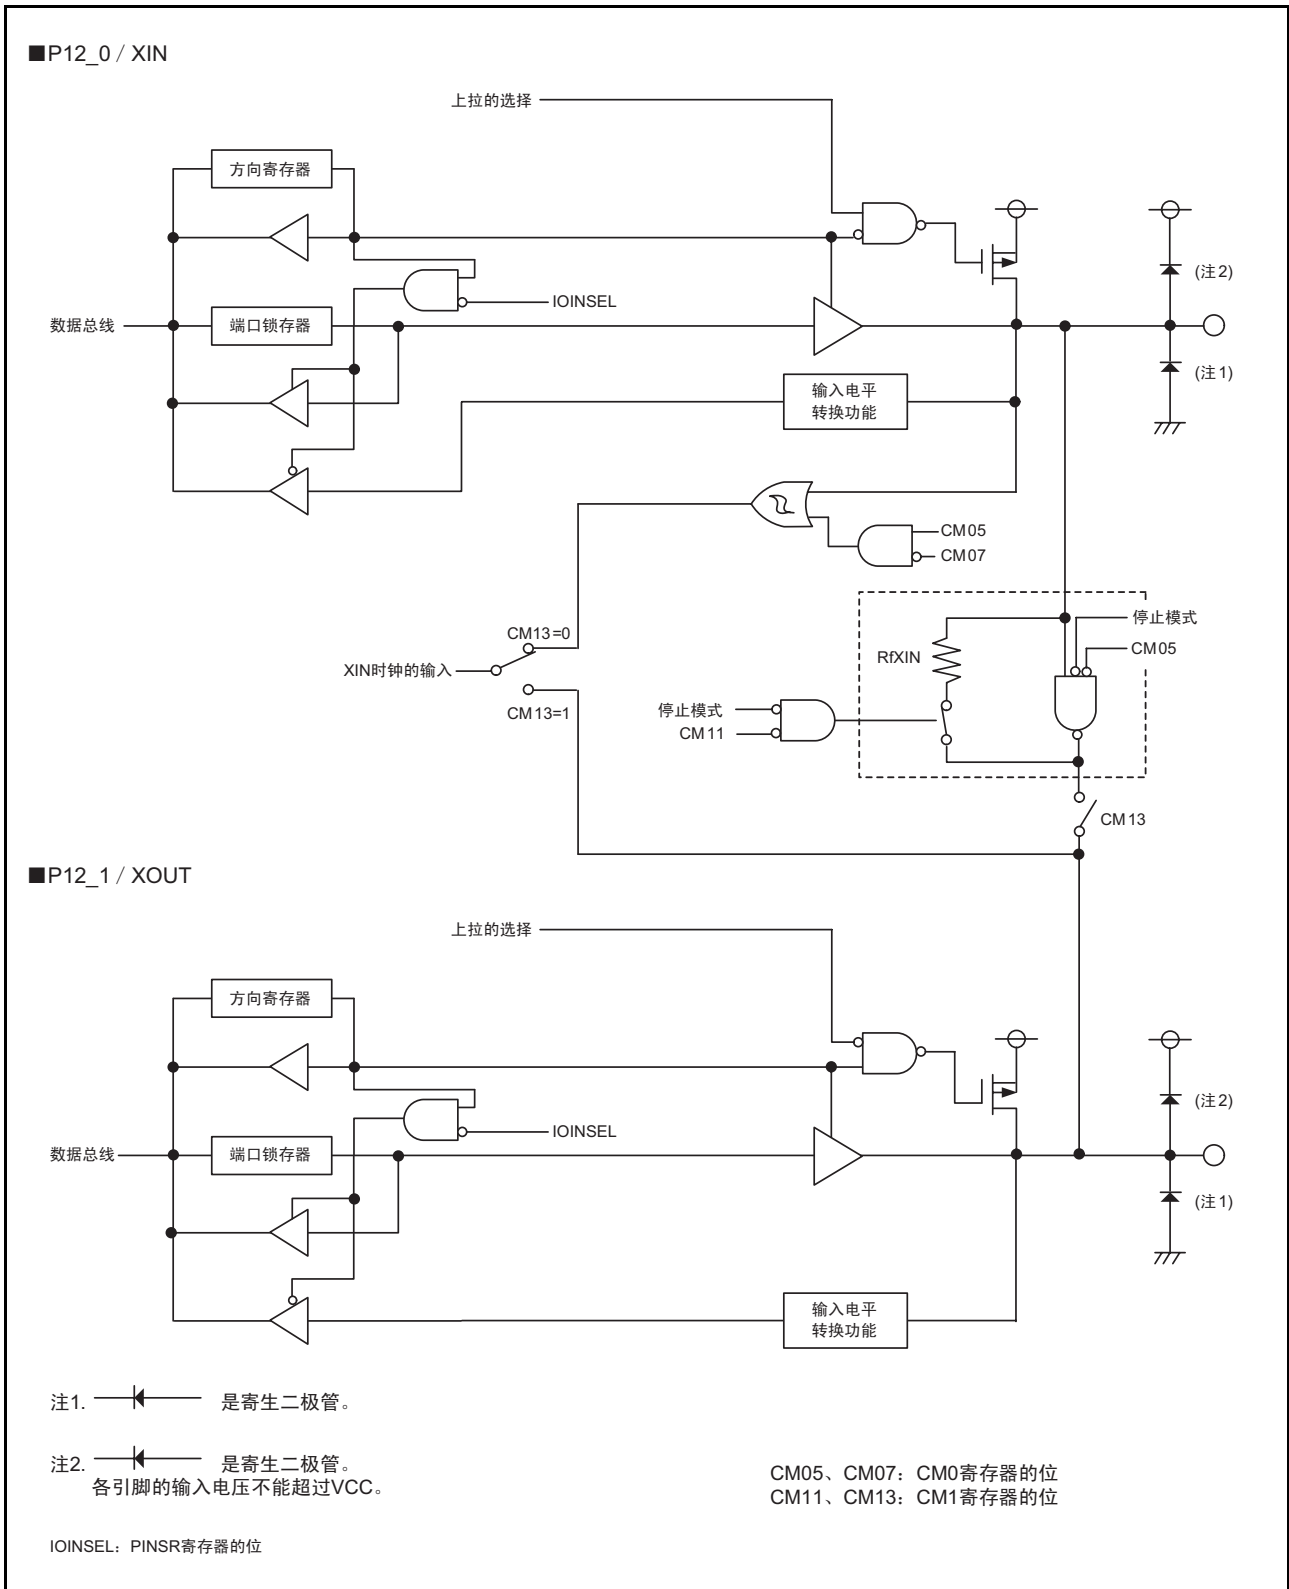 ■P12_0 / XIN
上拉的选择
方向寄存器
(注2)
IOINSEL
数据总线
端口锁存器
(注1)
输入电平
转换功能
CM05
CM07
停止模式
CM13=0
CM05
RfXIN
XIN时钟的输入
停止模式
CM13=1
CM11
CM13
■P12_1 / XOUT
上拉的选择
方向寄存器
(注2)
IOINSEL
数据总线
端口锁存器
(注1)
输入电平
转换功能
注1. 是寄生二极管。
注2. 是寄生二极管。
各引脚的输入电压不能超过VCC。
CM05、CM07：CM0寄存器的位
CM11、CM13：CM1寄存器的位
IOINSEL：PINSR寄存器的位